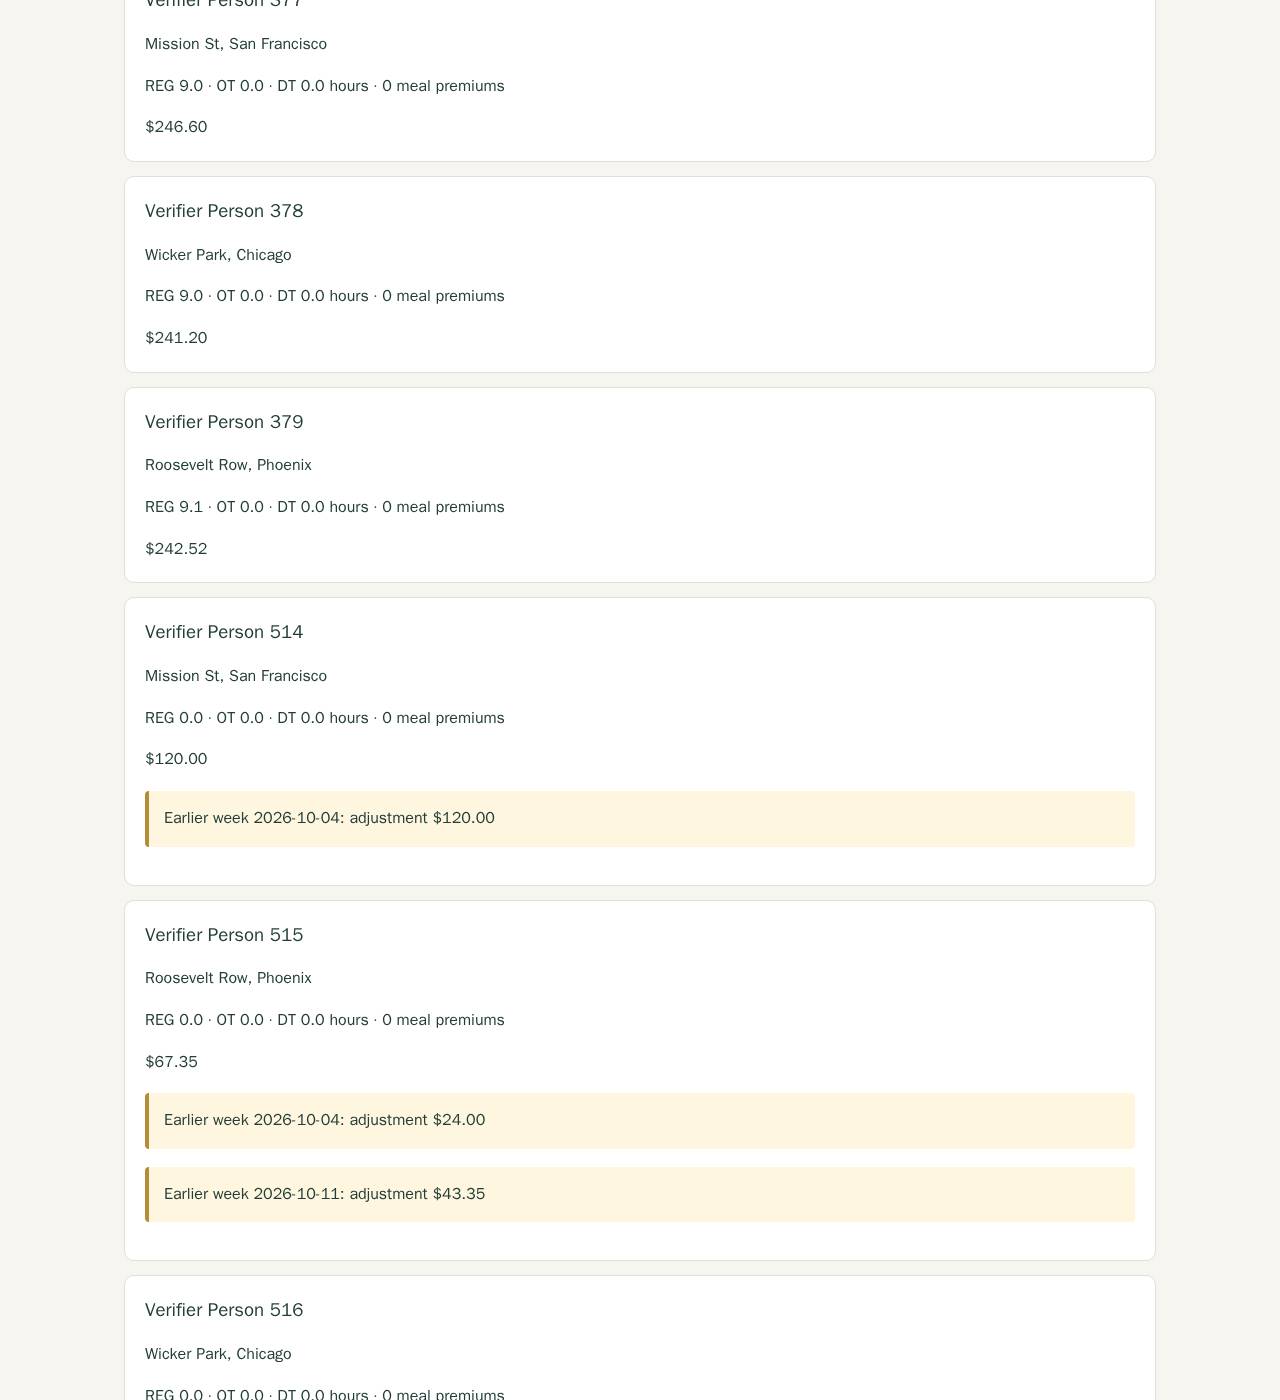 Verifier Person 377
Mission St, San Francisco
REG 9.0 · OT 0.0 · DT 0.0 hours · 0 meal premiums
$246.60
Verifier Person 378
Wicker Park, Chicago
REG 9.0 · OT 0.0 · DT 0.0 hours · 0 meal premiums
$241.20
Verifier Person 379
Roosevelt Row, Phoenix
REG 9.1 · OT 0.0 · DT 0.0 hours · 0 meal premiums
$242.52
Verifier Person 514
Mission St, San Francisco
REG 0.0 · OT 0.0 · DT 0.0 hours · 0 meal premiums
$120.00
Earlier week 2026-10-04: adjustment $120.00
Verifier Person 515
Roosevelt Row, Phoenix
REG 0.0 · OT 0.0 · DT 0.0 hours · 0 meal premiums
$67.35
Earlier week 2026-10-04: adjustment $24.00
Earlier week 2026-10-11: adjustment $43.35
Verifier Person 516
Wicker Park, Chicago
REG 0.0 · OT 0.0 · DT 0.0 hours · 0 meal premiums